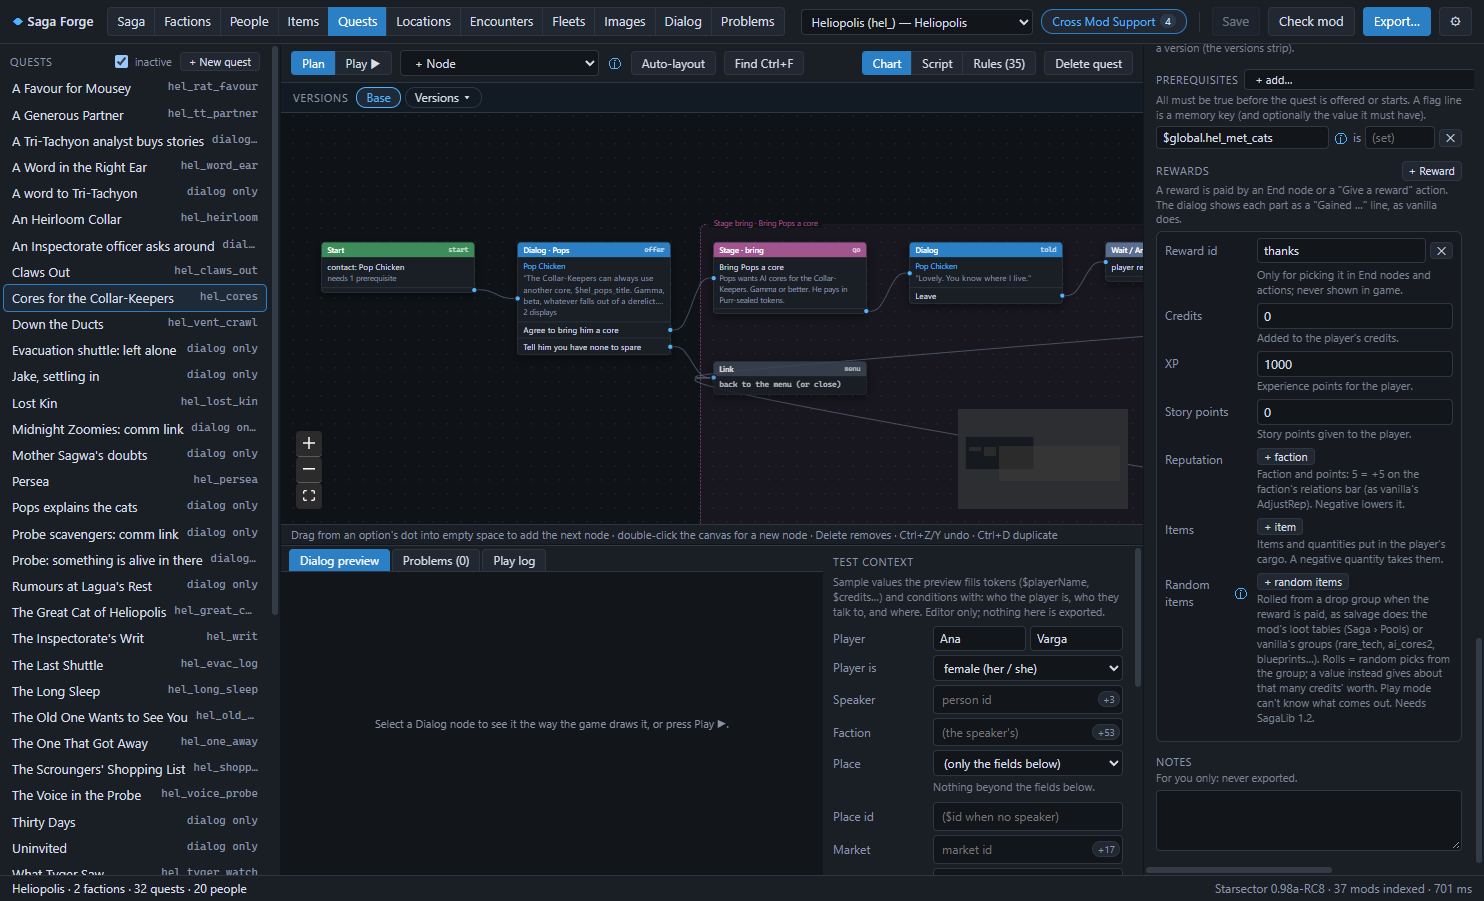 Saga Forge
Saga
Factions
People
Items
Quests
Locations
Encounters
Fleets
Images
Dialog
Problems
Heliopolis (hel_) — Heliopolis
Cross Mod Support 4
Save
Check mod
Export...
QUESTS
inactive
+ New quest
A Favour for Mousey hel_rat_favour
A Generous Partner hel_tt_partner
A Tri-Tachyon analyst buys stories dialog…
A Word in the Right Ear hel_word_ear
A word to Tri-Tachyon dialog only
An Heirloom Collar hel_heirloom
An Inspectorate officer asks around dial…
Claws Out hel_claws_out
Cores for the Collar-Keepers hel_cores
Down the Ducts hel_vent_crawl
Evacuation shuttle: left alone dialog only
Jake, settling in dialog only
Lost Kin hel_lost_kin
Midnight Zoomies: comm link dialog on…
Mother Sagwa's doubts dialog only
Persea hel_persea
Pops explains the cats dialog only
Probe scavengers: comm link dialog only
Probe: something is alive in there dialog…
Rumours at Lagua's Rest dialog only
The Great Cat of Heliopolis hel_great_c…
The Inspectorate's Writ hel_writ
The Last Shuttle hel_evac_log
The Long Sleep hel_long_sleep
The Old One Wants to See You hel_old_…
The One That Got Away hel_one_away
The Scroungers' Shopping List hel_shopp…
The Voice in the Probe hel_voice_probe
Thirty Days dialog only
Uninvited dialog only
What Tyger Saw hel_tyger_watch
Plan
Play ▶
+ Node
Auto-layout
Find Ctrl+F
Chart
Script
Rules (35)
Delete quest
VERSIONS
Base
Versions ▾
Start start
contact: Pop Chicken
needs 1 prerequisite
Dialog · Pops offer
Pop Chicken
"The Collar-Keepers can always use
another core, $hel_pops_title. Gamma,
beta, whatever falls out of a derelict....
2 displays
Agree to bring him a core
Tell him you have none to spare
Stage bring · Bring Pops a core
Stage · bring go
Bring Pops a core
Pops wants AI cores for the Collar-
Keepers. Gamma or better. He pays in
Purr-sealed tokens.
Link menu
back to the menu (or close)
Dialog told
Pop Chicken
"Lovely. You know where I live."
Leave
Wait / Ar
player re
Drag from an option's dot into empty space to add the next node · double-click the canvas for a new node · Delete removes · Ctrl+Z/Y undo · Ctrl+D duplicate
Dialog preview
Problems (0)
Play log
Select a Dialog node to see it the way the game draws it, or press Play ▶.
TEST CONTEXT
Sample values the preview fills tokens ($playerName,
$credits...) and conditions with: who the player is, who they
talk to, and where. Editor only; nothing here is exported.
Player Ana Varga
Player is female (her / she)
Speaker person id +3
Faction (the speaker's) +53
Place (only the fields below)
Nothing beyond the fields below.
Place id ($id when no speaker)
Market market id +17
a version (the versions strip).
PREREQUISITES + add...
All must be true before the quest is offered or starts. A flag line
is a memory key (and optionally the value it must have).
$global.hel_met_cats is (set)
REWARDS + Reward
A reward is paid by an End node or a "Give a reward" action.
The dialog shows each part as a "Gained ..." line, as vanilla
does.
Reward id thanks
Only for picking it in End nodes and
actions; never shown in game.
Credits 0
Added to the player's credits.
XP 1000
Experience points for the player.
Story points 0
Story points given to the player.
Reputation + faction
Faction and points: 5 = +5 on the
faction's relations bar (as vanilla's
AdjustRep). Negative lowers it.
Items + item
Items and quantities put in the player's
cargo. A negative quantity takes them.
Random items + random items
Rolled from a drop group when the
reward is paid, as salvage does: the
mod's loot tables (Saga › Pools) or
vanilla's groups (rare_tech, ai_cores2,
blueprints...). Rolls = random picks from
the group; a value instead gives about
that many credits' worth. Play mode
can't know what comes out. Needs
SagaLib 1.2.
NOTES
For you only: never exported.
Heliopolis · 2 factions · 32 quests · 20 people
Starsector 0.98a-RC8 · 37 mods indexed · 701 ms